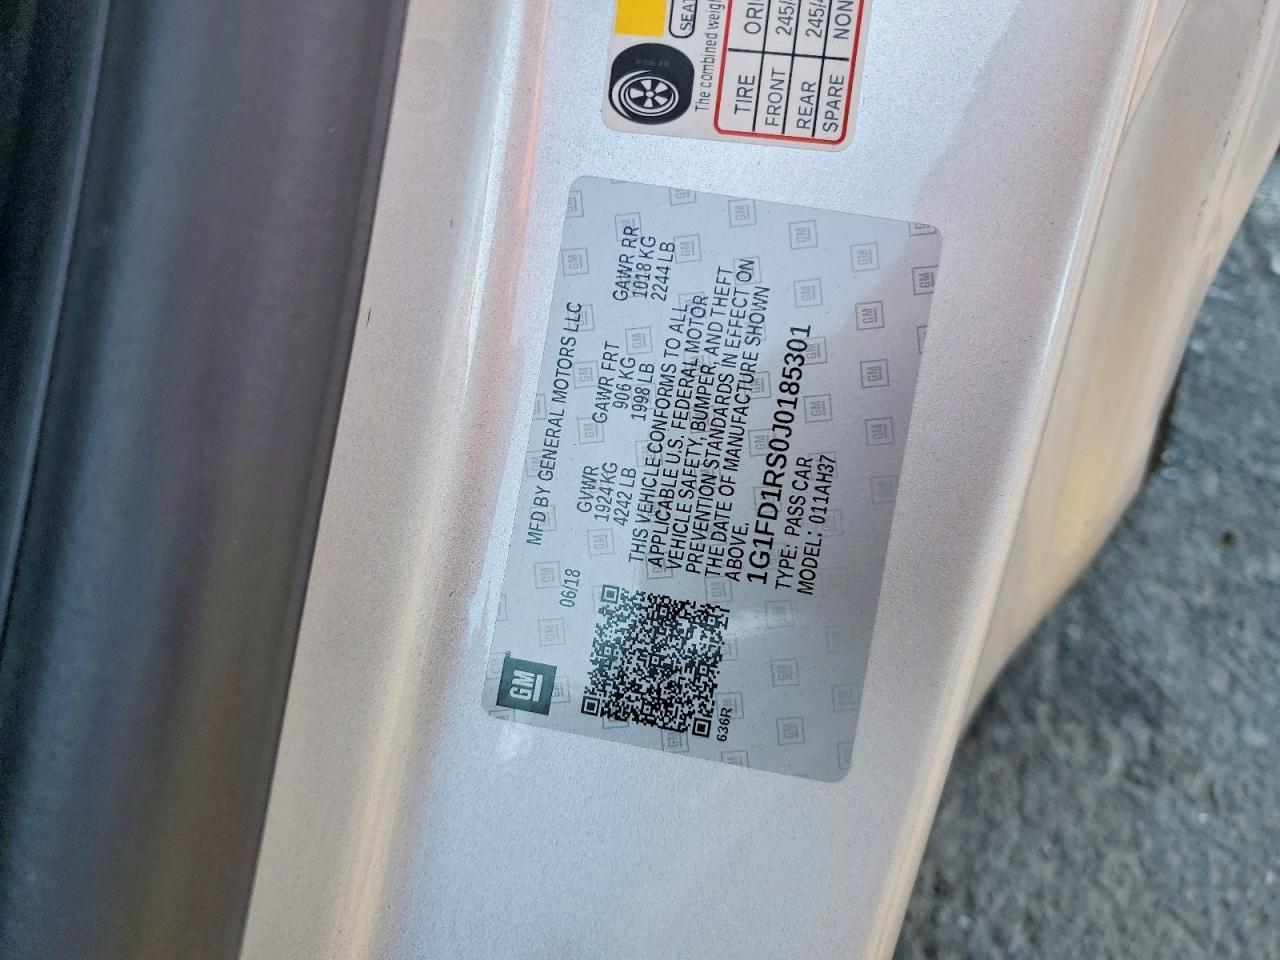 GM
06/18
MFD BY GENERAL MOTORS LLC
GVWR GAWR FRT GAWR RR
1924 KG 906 KG 1018 KG
4242 LB 1998 LB 2244 LB
THIS VEHICLE CONFORMS TO ALL
APPLICABLE U.S. FEDERAL MOTOR
VEHICLE SAFETY, BUMPER, AND THEFT
PREVENTION STANDARDS IN EFFECT ON
THE DATE OF MANUFACTURE SHOWN
ABOVE.
1G1FD1RS0J0185301
TYPE: PASS CAR
MODEL: 011AH37
636R
SEAT
The combined weig
TIRE ORI
FRONT 245/
REAR 245/
SPARE NON